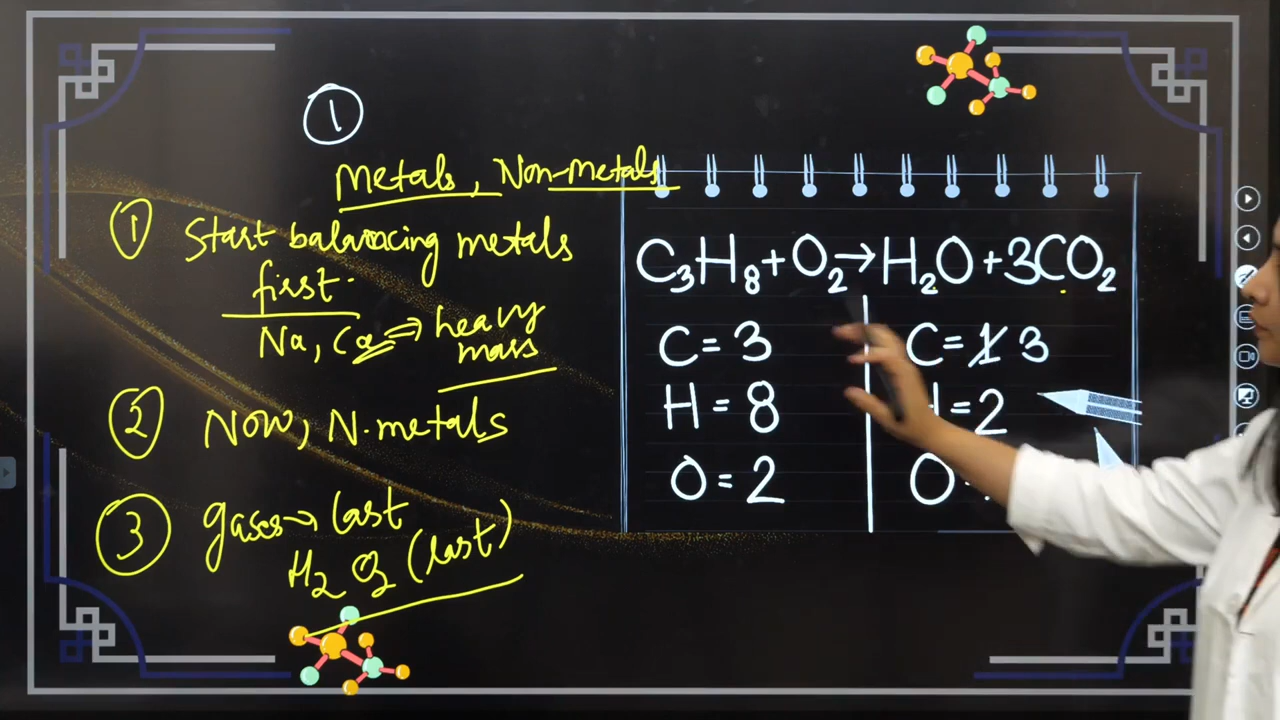 ①
Metals, Non-Metals
① Start balancing metals
first.
Na, Ca ⇒ heavy
mass
② Now, N.metals
③ gases → last
H₂ O₂ (last)
C₃H₈+O₂→H₂O+3CO₂
C=3
H=8
O=2
C=1 3
=2
O=